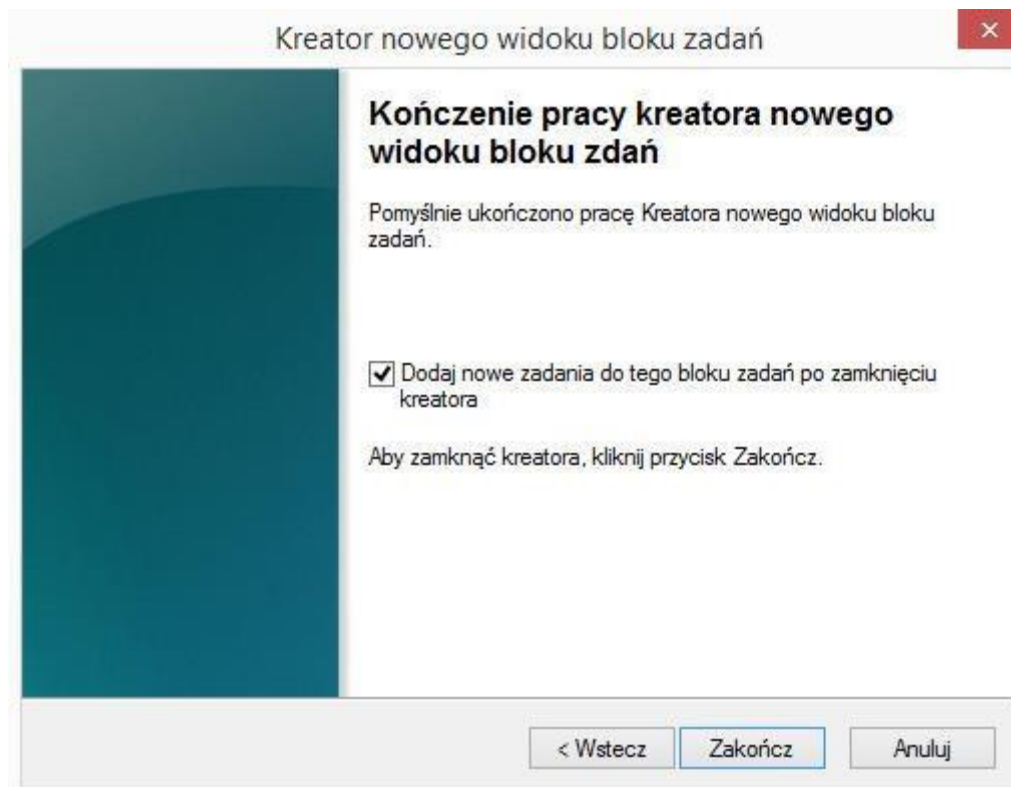 Kreator nowego widoku bloku zadań
Kończenie pracy kreatora nowego
widoku bloku zdań
Pomyślnie ukończono pracę Kreatora nowego widoku bloku
zadań.
Dodaj nowe zadania do tego bloku zadań po zamknięciu
kreatora
Aby zamknąć kreatora, kliknij przycisk Zakończ.
< Wstecz Zakończ Anuluj